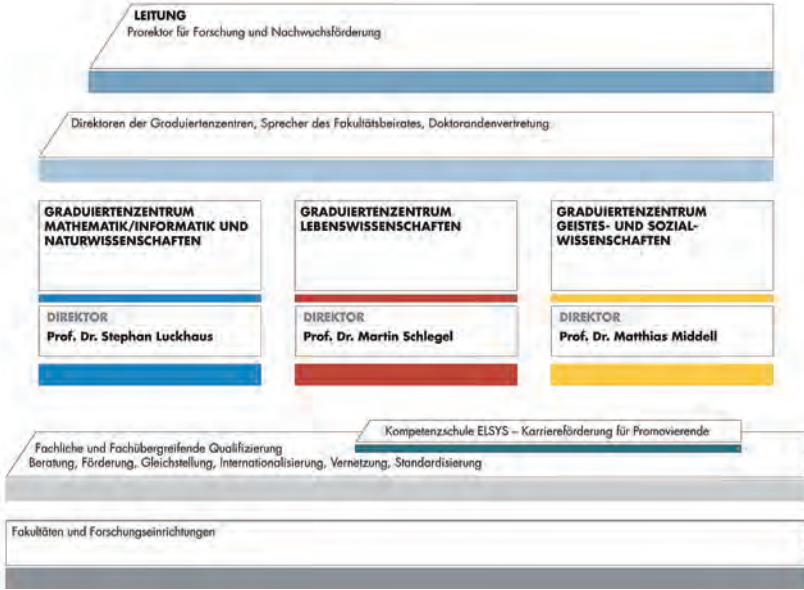 LEITUNG
Prorektor für Forschung und Nachwuchsförderung
Direktoren der Graduiertenzentren, Sprecher des Fakultätsbeirates, Doktorandenvertretung
GRADUIERTENZENTRUM
MATHEMATIK/INFORMATIK UND
NATURWISSENSCHAFTEN
DIREKTOR
Prof. Dr. Stephan Luckhaus
GRADUIERTENZENTRUM
LEBENSWISSENSCHAFTEN
DIREKTOR
Prof. Dr. Martin Schlegel
GRADUIERTENZENTRUM
GEISTES- UND SOZIAL-
WISSENSCHAFTEN
DIREKTOR
Prof. Dr. Matthias Middell
Kompetenzschule ELSYS – Karriereförderung für Promovierende
Fachliche und Fachübergreifende Qualifizierung
Beratung, Förderung, Gleichstellung, Internationalisierung, Vernetzung, Standardisierung
Fakultäten und Forschungseinrichtungen